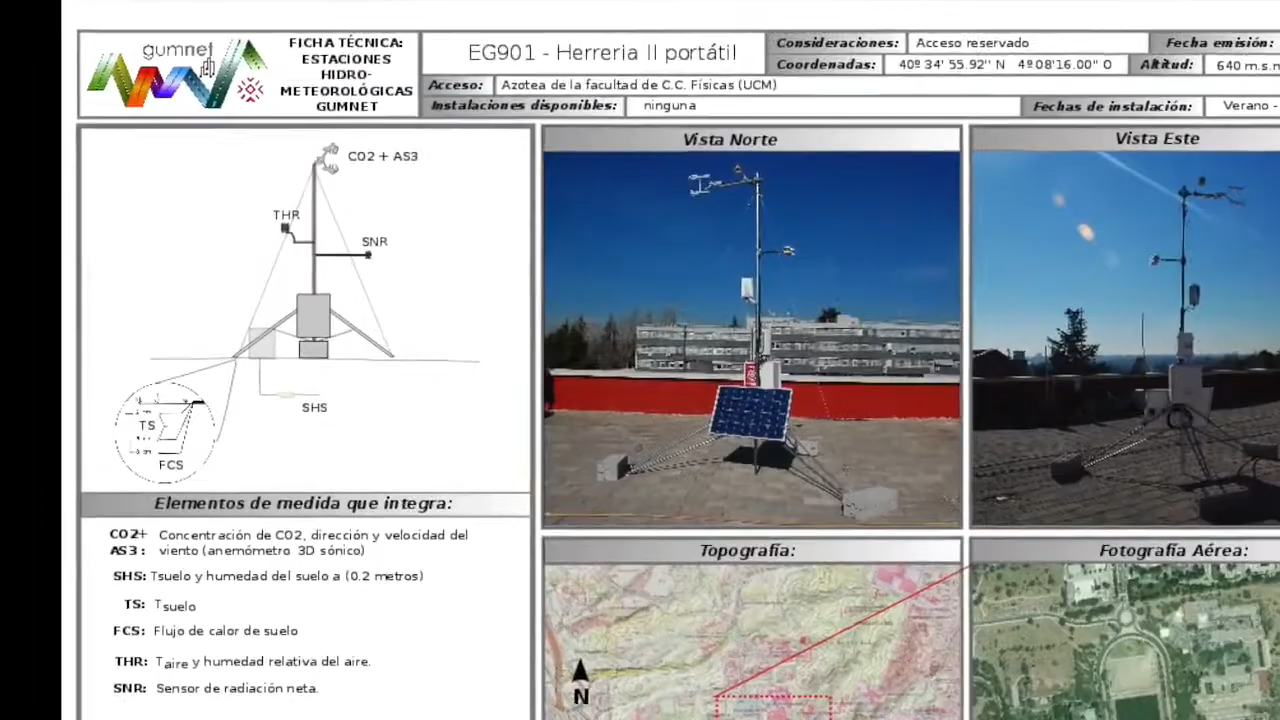 gumnet
FICHA TÉCNICA:
ESTACIONES
HIDRO-
METEOROLÓGICAS
GUMNET
EG901 - Herreria II portátil
Consideraciones:
Acceso reservado
Fecha emisión:
Coordenadas:
40º 34' 55.92'' N 4º08'16.00'' O
Altitud:
640 m.s.n
Acceso:
Azotea de la facultad de C.C. Físicas (UCM)
Instalaciones disponibles:
ninguna
Fechas de instalación:
Verano -
CO2 + AS3
THR
SNR
SHS
TS
FCS
Vista Norte
Vista Este
Elementos de medida que integra:
CO2+ Concentración de CO2, dirección y velocidad del
AS3: viento (anemómetro 3D sónico)
SHS: Tsuelo y humedad del suelo a (0.2 metros)
TS: Tsuelo
FCS: Flujo de calor de suelo
THR: Taire y humedad relativa del aire.
SNR: Sensor de radiación neta.
Topografía:
Fotografía Aérea:
N